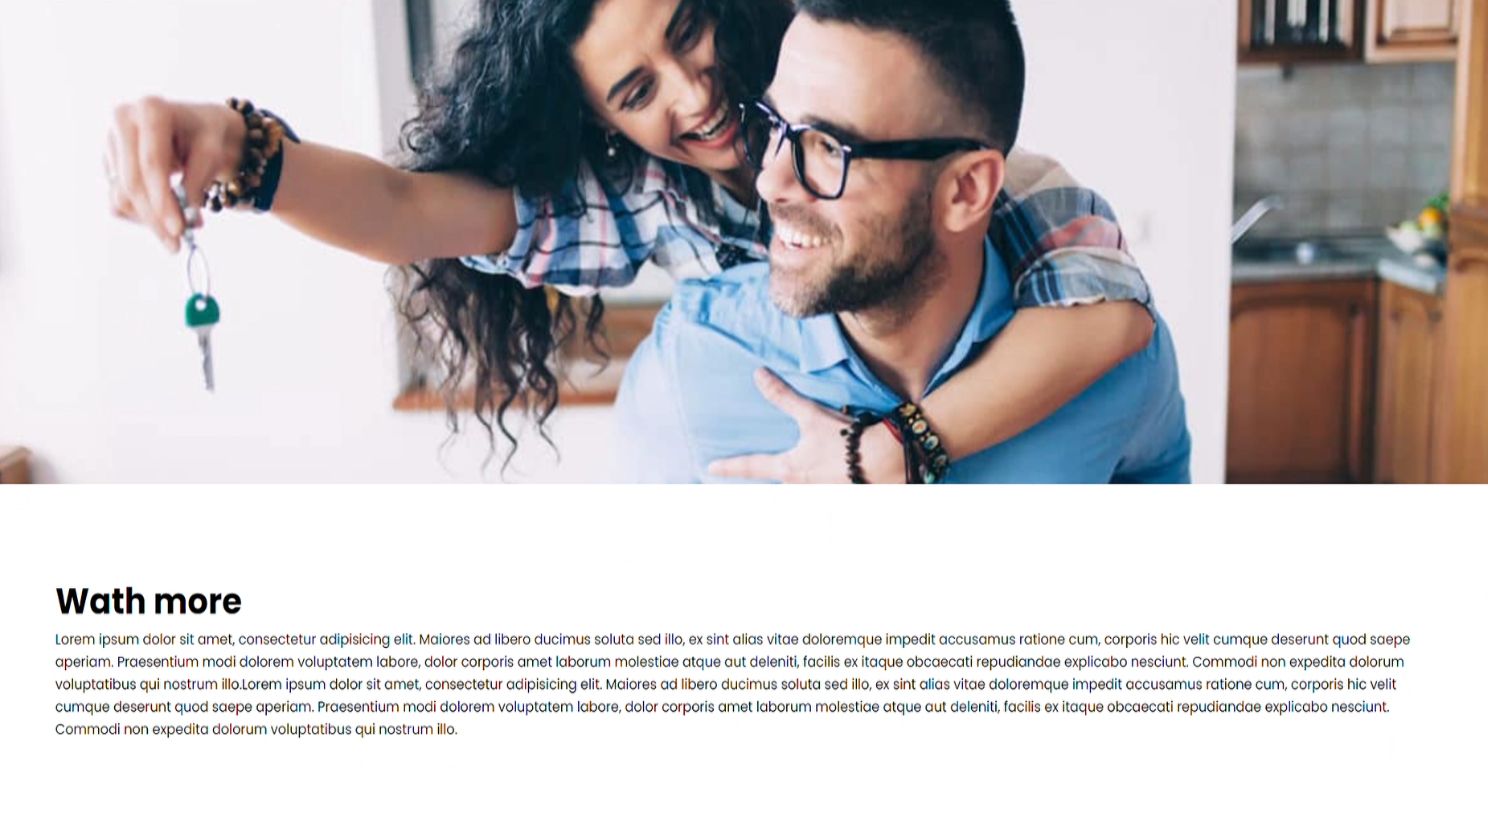 Wath more
Lorem ipsum dolor sit amet, consectetur adipisicing elit. Maiores ad libero ducimus soluta sed illo, ex sint alias vitae doloremque impedit accusamus ratione cum, corporis hic velit cumque deserunt quod saepe
aperiam. Praesentium modi dolorem voluptatem labore, dolor corporis amet laborum molestiae atque aut deleniti, facilis ex itaque obcaecati repudiandae explicabo nesciunt. Commodi non expedita dolorum
voluptatibus qui nostrum illo.Lorem ipsum dolor sit amet, consectetur adipisicing elit. Maiores ad libero ducimus soluta sed illo, ex sint alias vitae doloremque impedit accusamus ratione cum, corporis hic velit
cumque deserunt quod saepe aperiam. Praesentium modi dolorem voluptatem labore, dolor corporis amet laborum molestiae atque aut deleniti, facilis ex itaque obcaecati repudiandae explicabo nesciunt.
Commodi non expedita dolorum voluptatibus qui nostrum illo.